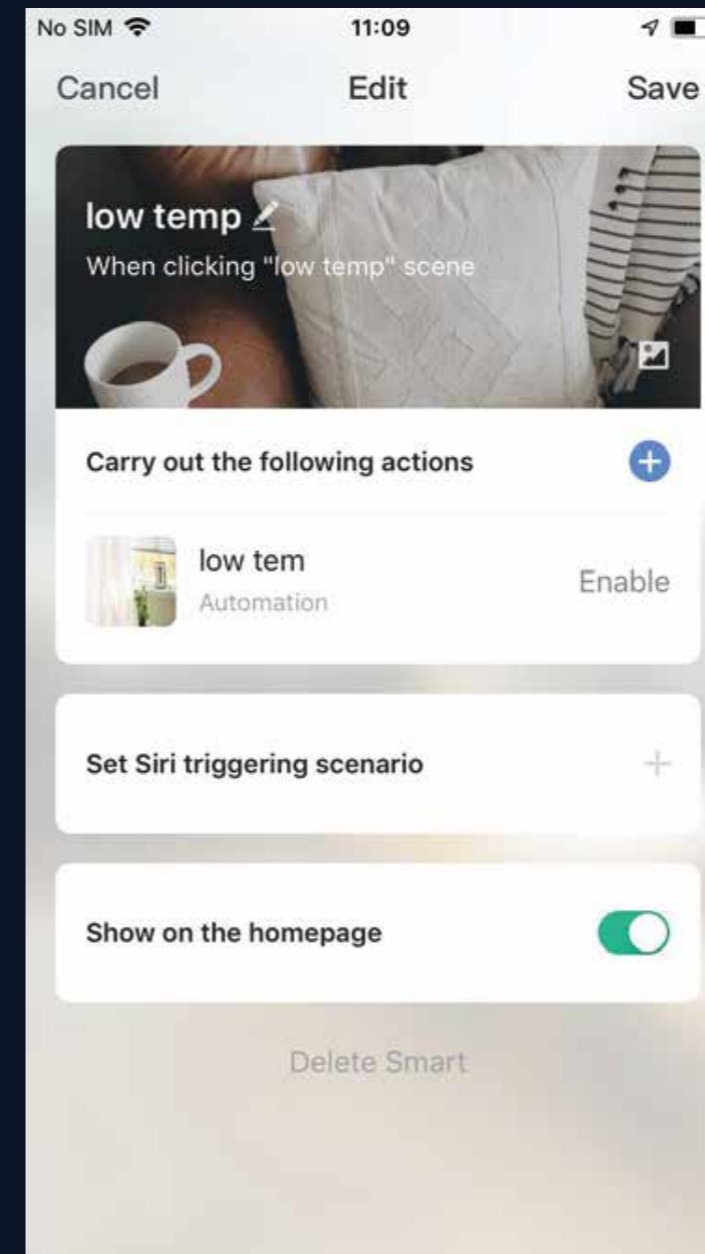 No SIM 11:09
Cancel Edit Save
low temp
When clicking "low temp" scene
Carry out the following actions
low tem
Automation
Enable
Set Siri triggering scenario
Show on the homepage
Delete Smart